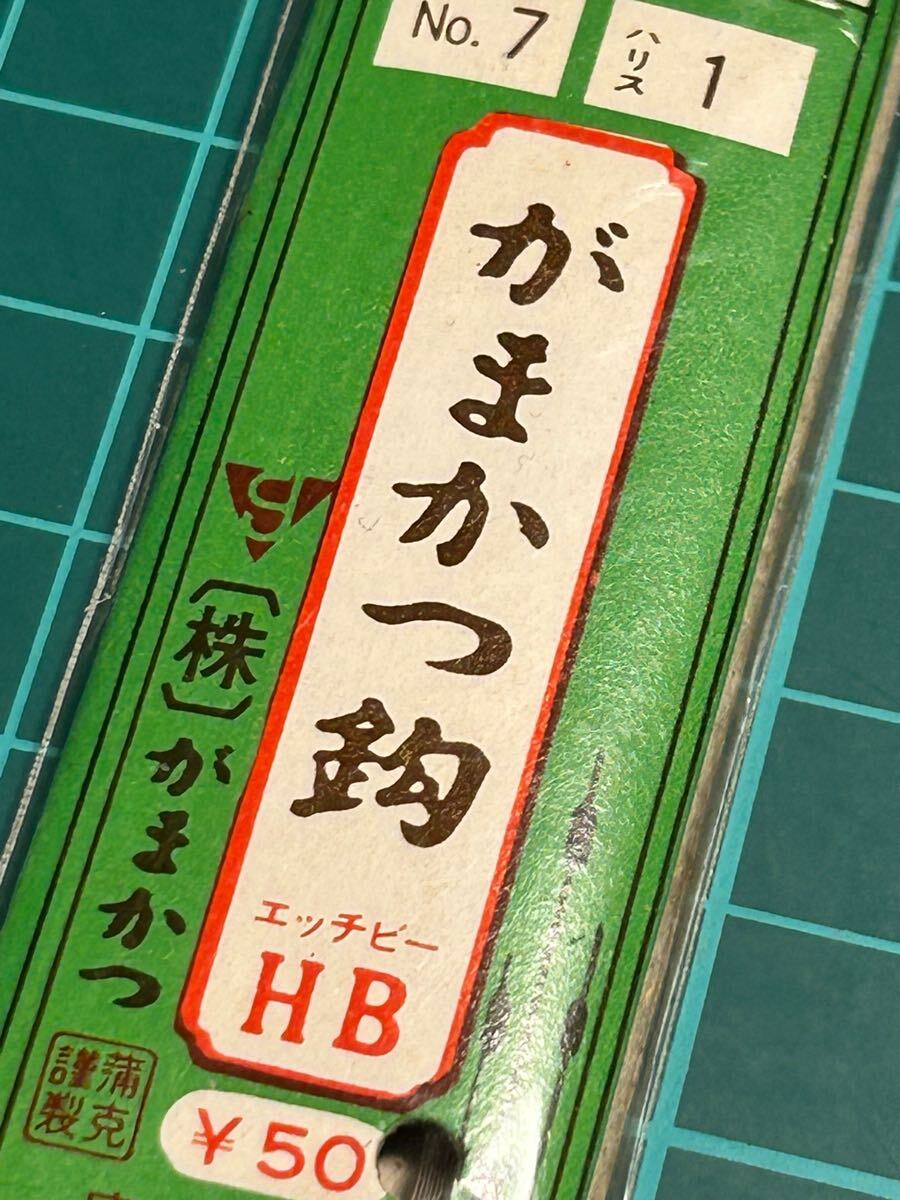 No. 7
ハリス 1
がまかつ鈎
エッチビー
HB
〔株〕がまかつ
蒲克
謹製
¥50